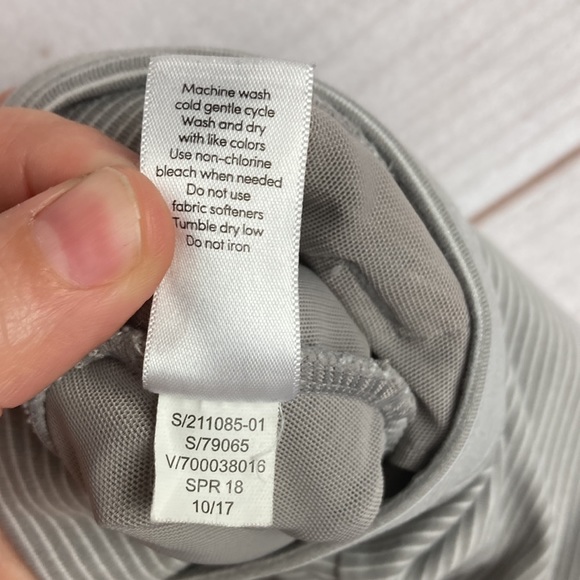 Machine wash
cold gentle cycle
Wash and dry
with like colors
Use non-chlorine
bleach when needed
Do not use
fabric softeners
Tumble dry low
Do not iron
S/211085-01
S/79065
V/700038016
SPR 18
10/17